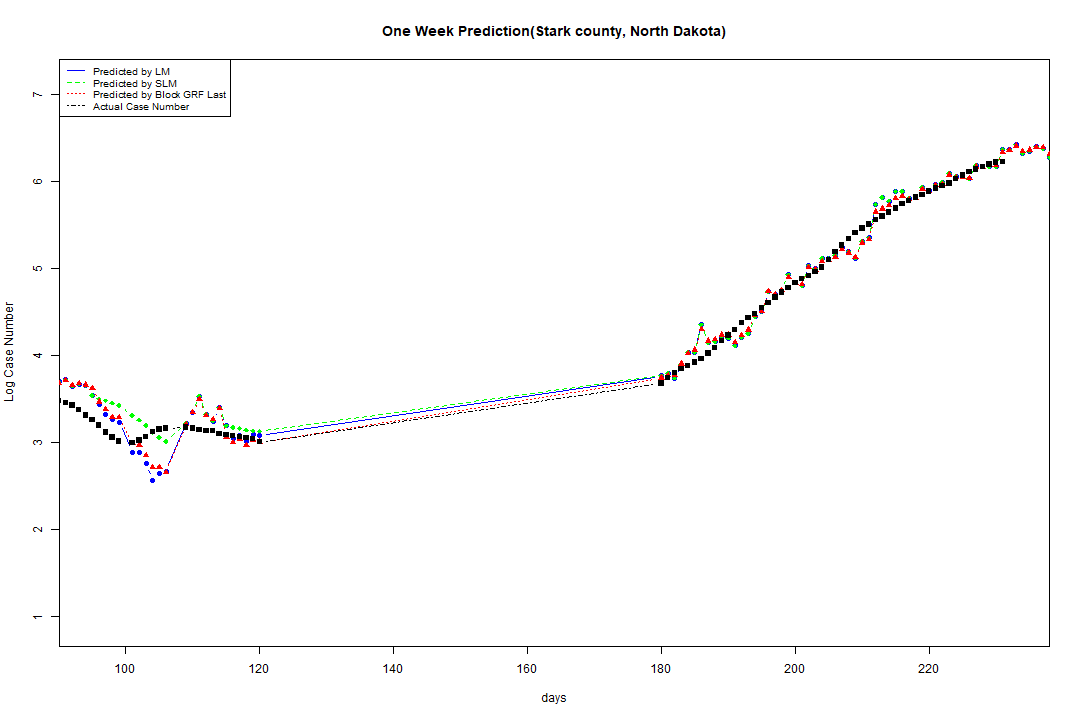 One Week Prediction(Stark county, North Dakota)
Predicted by LM
Predicted by SLM
Predicted by Block GRF Last
Actual Case Number
7
6
5
4
3
2
1
Log Case Number
100 120 140 160 180 200 220
days